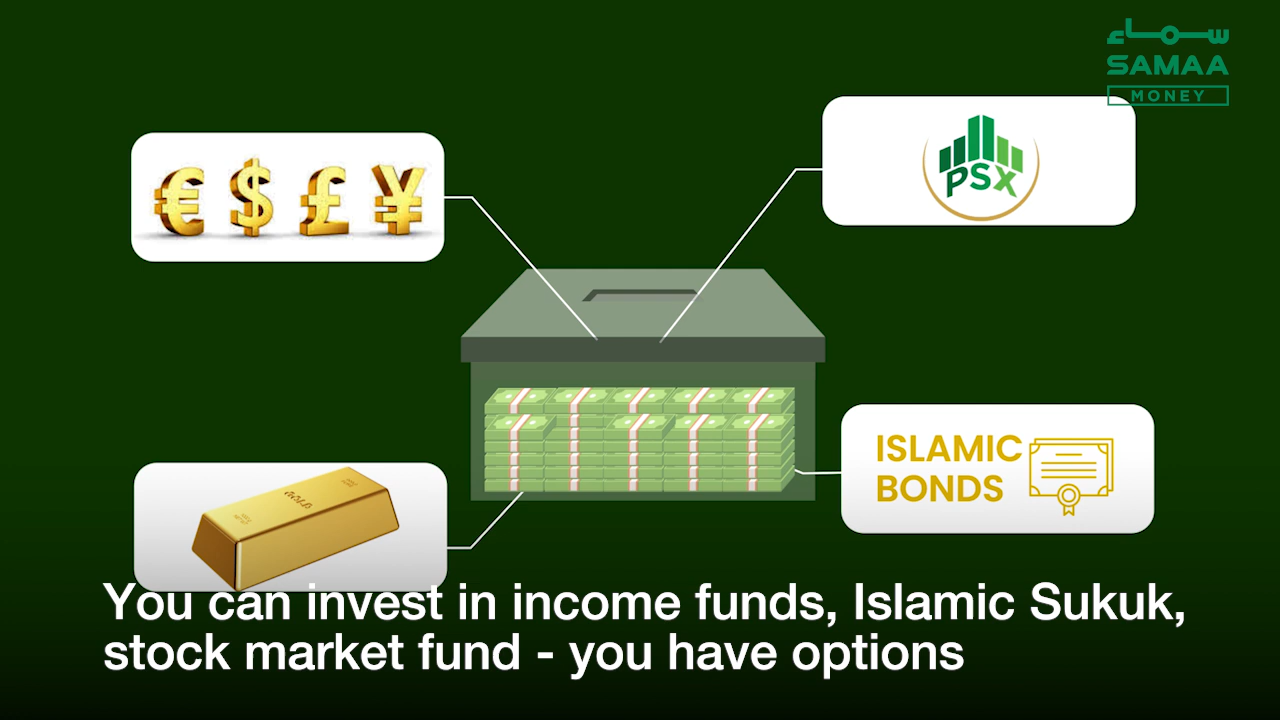 سماء
SAMAA
MONEY
€ $ £ ¥
PSX
ISLAMIC
BONDS
You can invest in income funds, Islamic Sukuk,
stock market fund - you have options